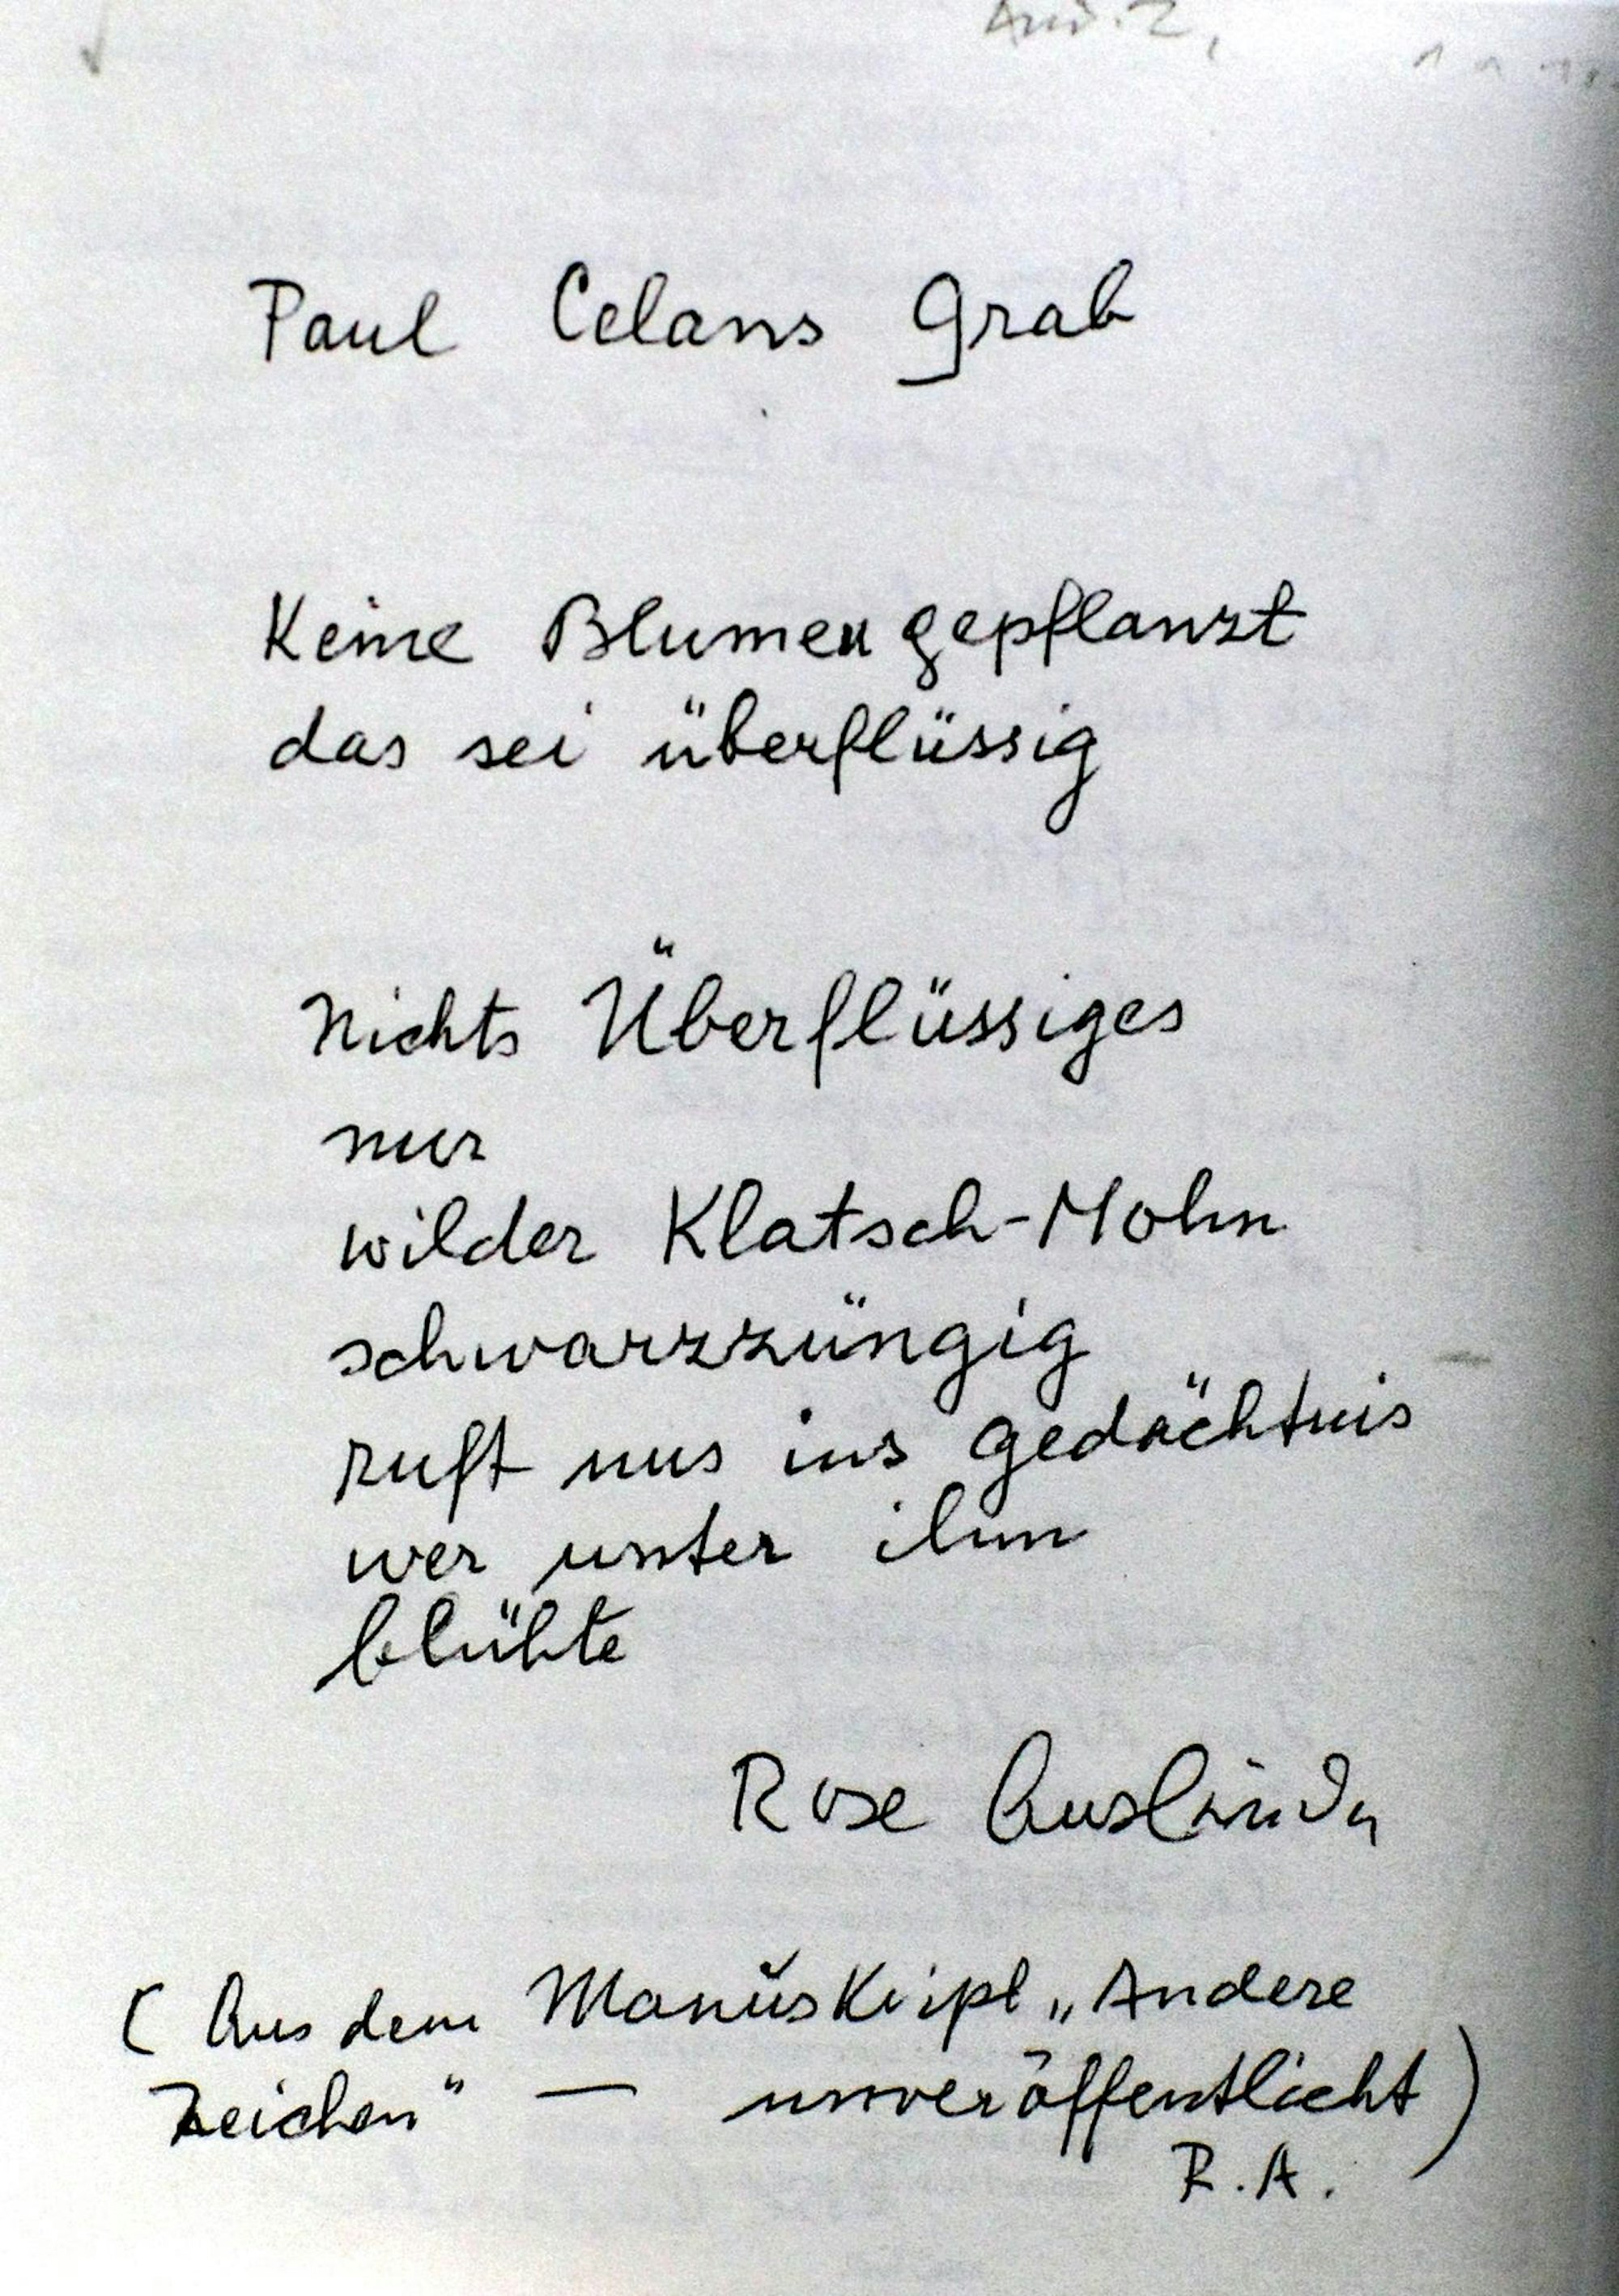 And. Z,
Paul Celans Grab
Keine Blumen gepflanzt
das sei überflüssig
Nichts Überflüssiges
nur
wilder Klatsch-Mohn
schwarzzüngig
ruft uns ins Gedächtnis
wer unter ihm
blühte
Rose Ausländer
( Aus dem Manuskript „Andere
Zeichen“ — unveröffentlicht )
R.A.